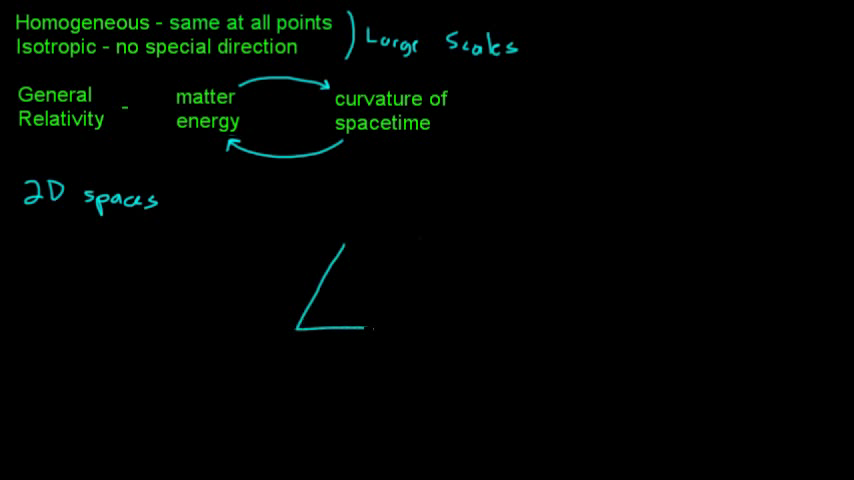 Homogeneous - same at all points
Isotropic - no special direction
Large Scales
General Relativity -
matter energy
curvature of spacetime
2D spaces